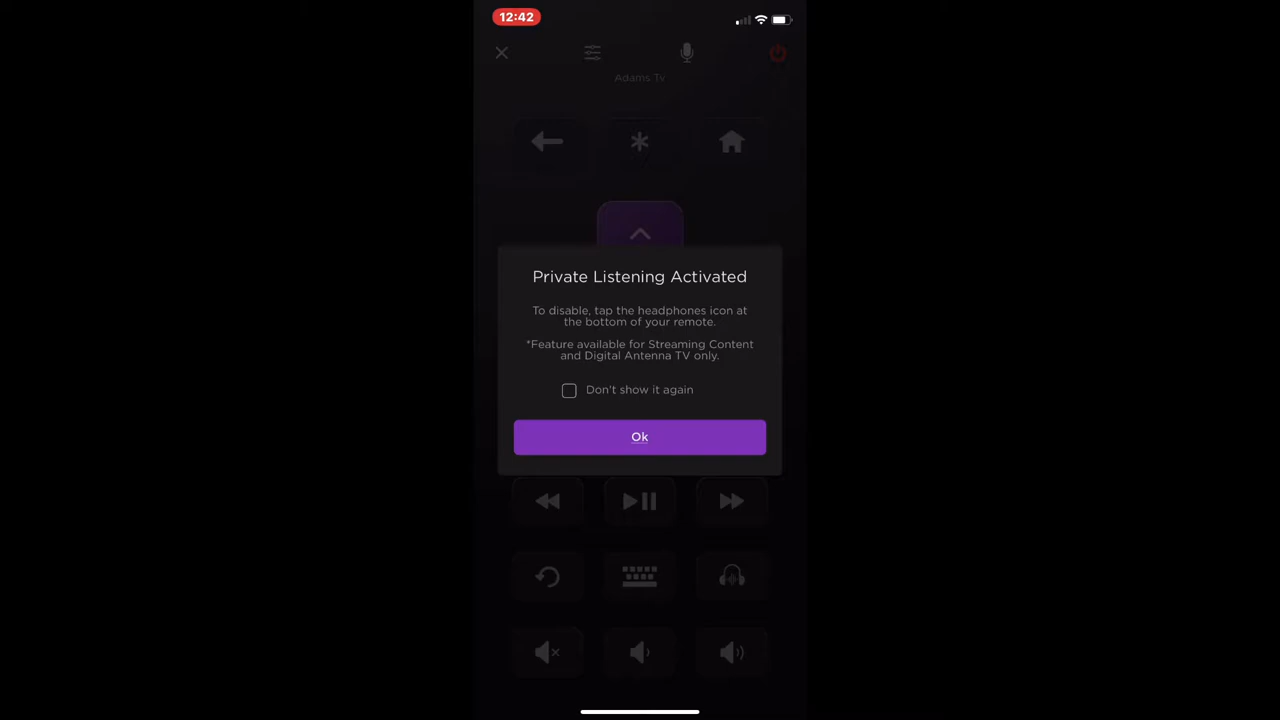 12:42
Adams Tv
Private Listening Activated
To disable, tap the headphones icon at
the bottom of your remote.
*Feature available for Streaming Content
and Digital Antenna TV only.
Don't show it again
Ok